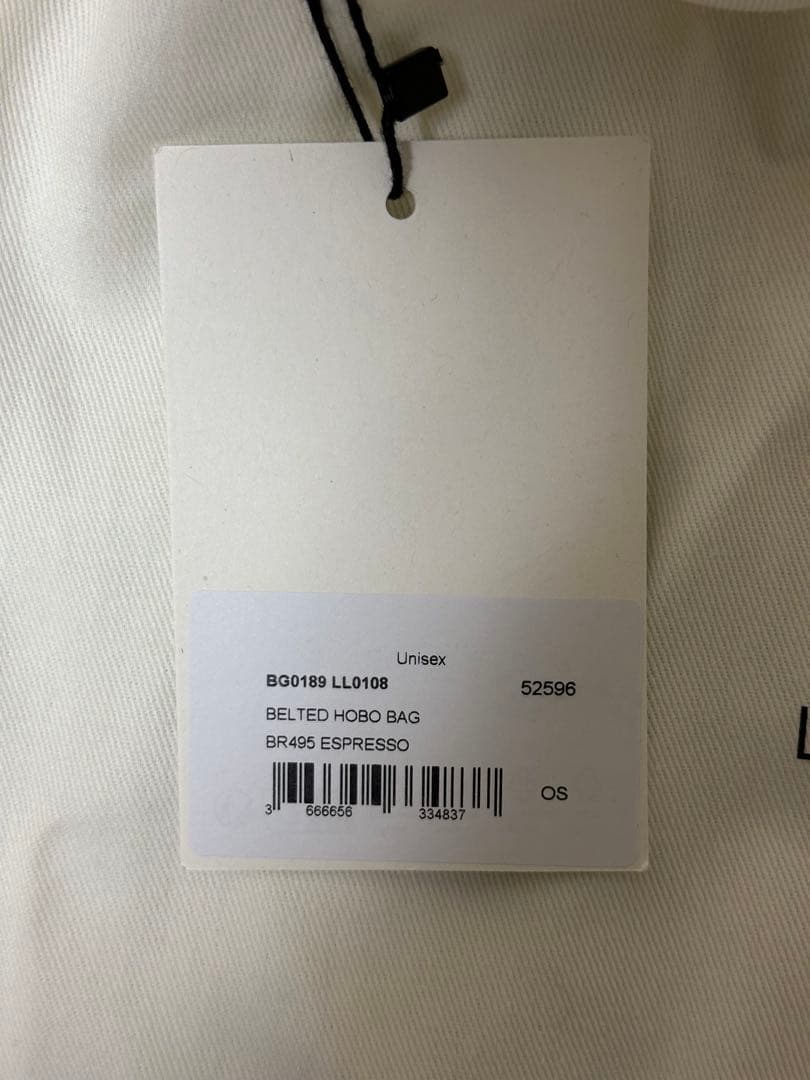 Unisex
BG0189 LL0108
52596
BELTED HOBO BAG
BR495 ESPRESSO
3 666656 334837
OS
L